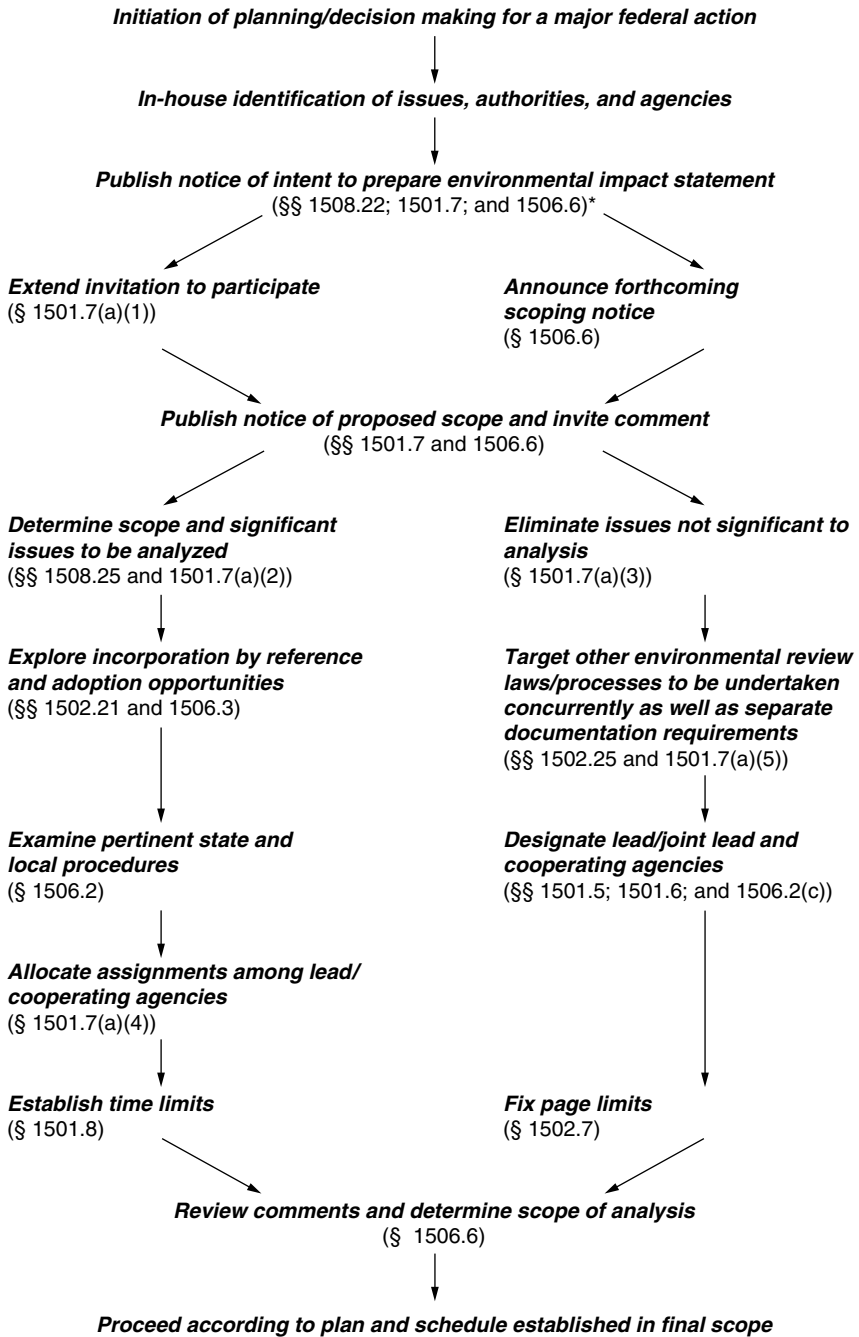 Initiation of planning/decision making for a major federal action
In-house identification of issues, authorities, and agencies
Publish notice of intent to prepare environmental impact statement
(§§ 1508.22; 1501.7; and 1506.6)*
Extend invitation to participate
(§ 1501.7(a)(1))
Announce forthcoming
scoping notice
(§ 1506.6)
Publish notice of proposed scope and invite comment
(§§ 1501.7 and 1506.6)
Determine scope and significant
issues to be analyzed
(§§ 1508.25 and 1501.7(a)(2))
Eliminate issues not significant to
analysis
(§ 1501.7(a)(3))
Explore incorporation by reference
and adoption opportunities
(§§ 1502.21 and 1506.3)
Target other environmental review
laws/processes to be undertaken
concurrently as well as separate
documentation requirements
(§§ 1502.25 and 1501.7(a)(5))
Examine pertinent state and
local procedures
(§ 1506.2)
Designate lead/joint lead and
cooperating agencies
(§§ 1501.5; 1501.6; and 1506.2(c))
Allocate assignments among lead/
cooperating agencies
(§ 1501.7(a)(4))
Establish time limits
(§ 1501.8)
Fix page limits
(§ 1502.7)
Review comments and determine scope of analysis
(§ 1506.6)
Proceed according to plan and schedule established in final scope